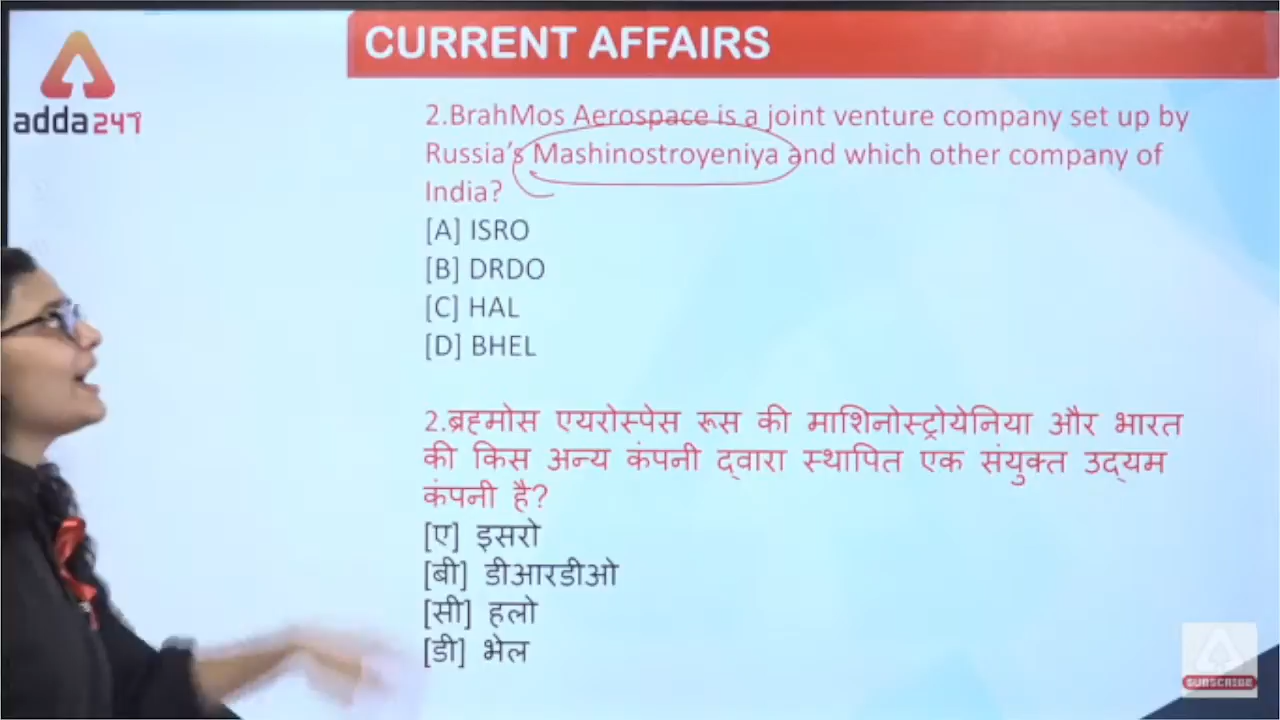 CURRENT AFFAIRS
adda247
2.BrahMos Aerospace is a joint venture company set up by
Russia's Mashinostroyeniya and which other company of
India?
[A] ISRO
[B] DRDO
[C] HAL
[D] BHEL
2.ब्रहमोस एयरोस्पेस रूस की माशिनोस्ट्रोयेनिया और भारत
की किस अन्य कंपनी द्वारा स्थापित एक संयुक्त उद्यम
कंपनी है?
[ए] इसरो
[बी] डीआरडीओ
[सी] हलो
[डी] भेल
SUBSCRIBE